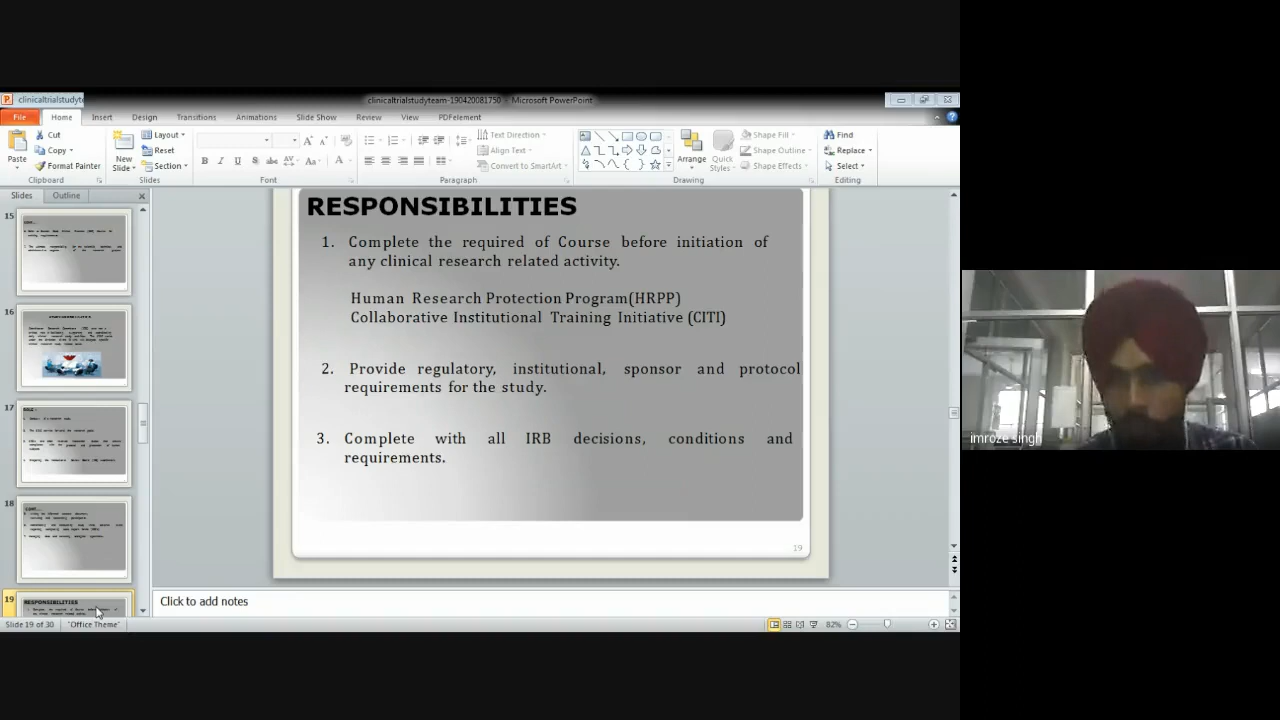 clinicaltrialstudyte
clinicaltrialstudyteam-190420081750 - Microsoft PowerPoint
File Home Insert Design Transitions Animations Slide Show Review View PDFelement
Paste
Cut
Copy
Format Painter
Clipboard
New
Slide
Layout
Reset
Section
Slides
Font
Text Direction
Align Text
Convert to SmartArt
Paragraph
Arrange
Quick
Styles
Shape Fill
Shape Outline
Shape Effects
Drawing
Find
Replace
Select
Editing
Slides Outline
15
16
17
18
19
RESPONSIBILITIES
RESPONSIBILITIES
1. Complete the required of Course before initiation of
any clinical research related activity.
Human Research Protection Program(HRPP)
Collaborative Institutional Training Initiative (CITI)
2. Provide regulatory, institutional, sponsor and protocol
requirements for the study.
3. Complete with all IRB decisions, conditions and
requirements.
19
Click to add notes
Slide 19 of 30 "Office Theme" 82%
imroze singh